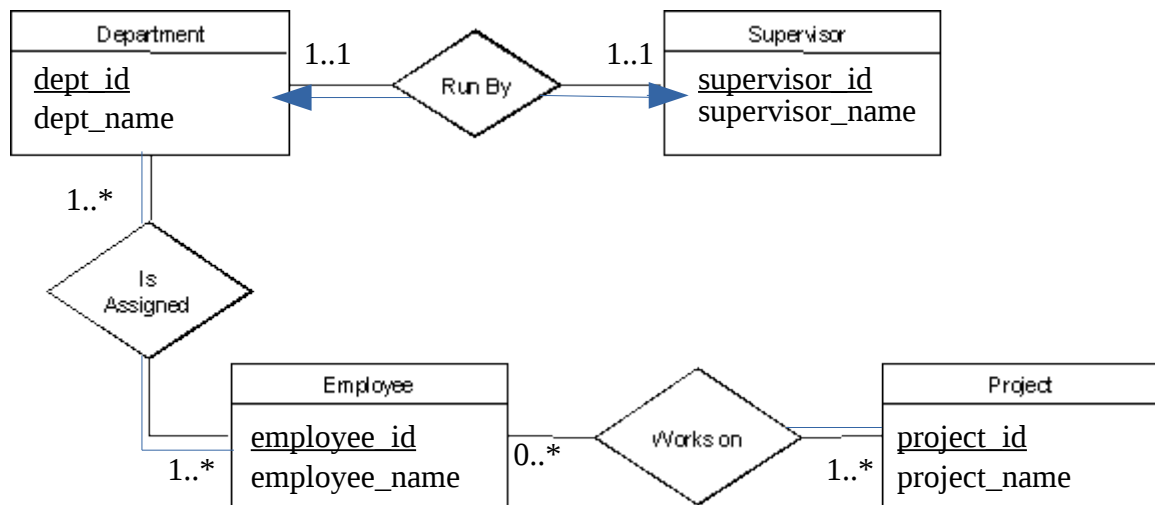 Department
dept_id
dept_name
1..1
Run By
1..1
Supervisor
supervisor_id
supervisor_name
1..*
Is
Assigned
1..*
Employee
employee_id
employee_name
0..*
Works on
1..*
Project
project_id
project_name